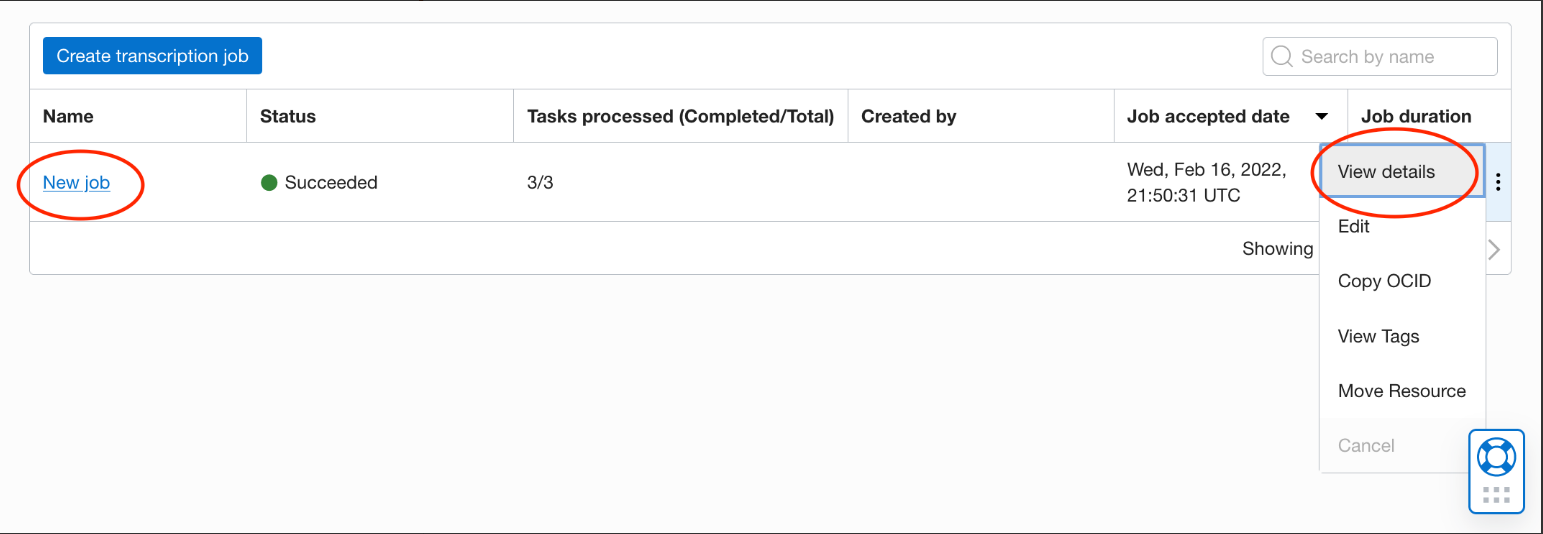 Create transcription job
Search by name
Name
Status
Tasks processed (Completed/Total)
Created by
Job accepted date
Job duration
New job
Succeeded
3/3
Wed, Feb 16, 2022,
21:50:31 UTC
View details
Edit
Showing
Copy OCID
View Tags
Move Resource
Cancel